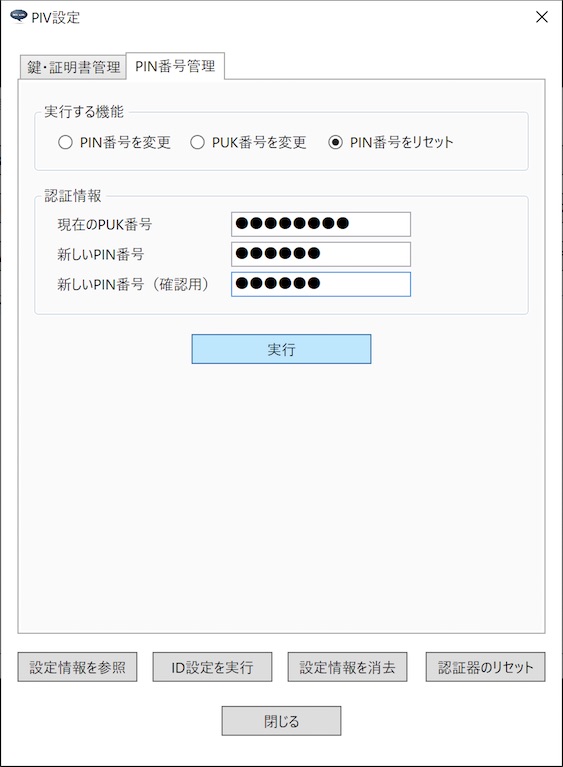 PIV設定
鍵・証明書管理 PIN番号管理
実行する機能
PIN番号を変更 PUK番号を変更 PIN番号をリセット
認証情報
現在のPUK番号 ●●●●●●●●
新しいPIN番号 ●●●●●●
新しいPIN番号（確認用） ●●●●●●
実行
設定情報を参照 ID設定を実行 設定情報を消去 認証器のリセット
閉じる